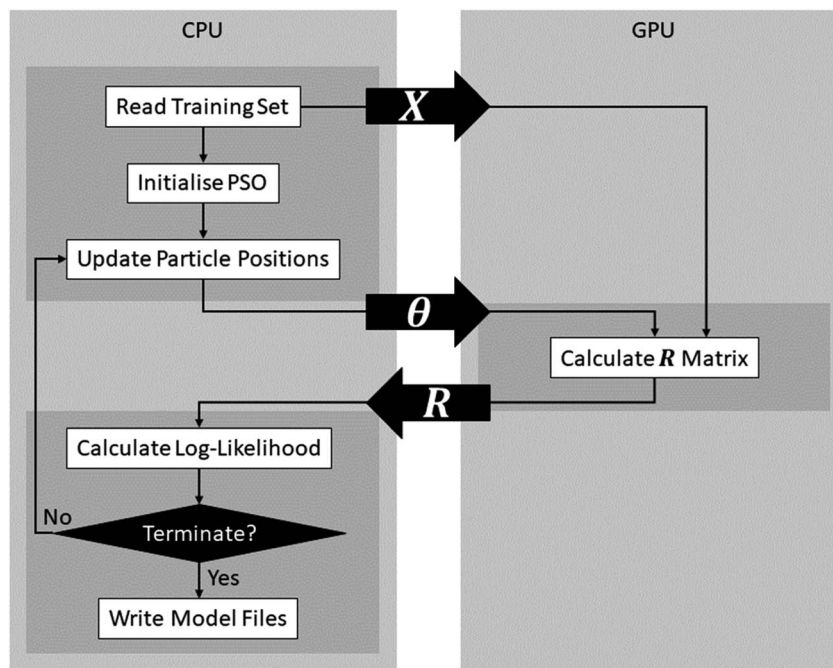 CPU
GPU
Read Training Set
X
Initialise PSO
Update Particle Positions
θ
Calculate R Matrix
R
Calculate Log-Likelihood
No
Terminate?
Yes
Write Model Files